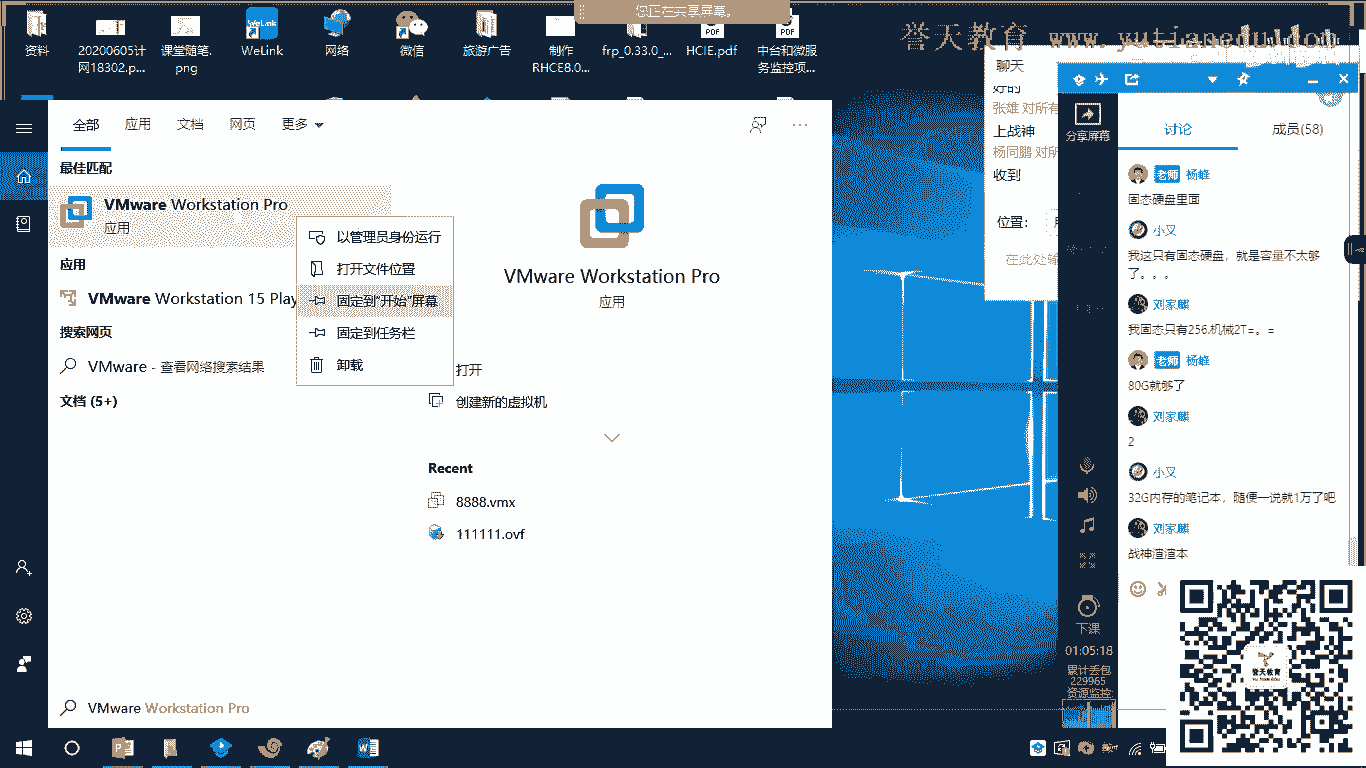 您正在共享屏幕。
誉天教育 www.yutianedu.com
资料
20200605计
网18302.p...
课堂随笔
png
WeLink
WeLink
网络
微信
旅游广告
制作
RHCE8.0...
frp_0.33.0_...
PDF
HCIE.pdf
PDF
中台和微服
务监控项...
全部
应用
文档
网页
更多
最佳匹配
VMware Workstation Pro
应用
应用
VMware Workstation 15 Play
搜索网页
VMware - 查看网络搜索结果
文档 (5+)
以管理员身份运行
打开文件位置
固定到"开始"屏幕
固定到任务栏
卸载
VMware Workstation Pro
应用
打开
创建新的虚拟机
Recent
8888.vmx
111111.ovf
VMware Workstation Pro
聊天
好的
张雄 对所有
上战神
杨同鹏 对所
收到
位置：
在此处输
分享屏幕
下课
01:05:18
累计丢包
229965
资源监控:
讨论
成员(58)
老师 杨峰
固态硬盘里面
小叉
我这只有固态硬盘，就是容量不太够
了。。。
刘家麒
我固态只有256.机械2T=。=
老师 杨峰
80G就够了
刘家麒
2
小叉
32G内存的笔记本，随便一说就1万了吧
刘家麒
战神渣渣本
誉天教育